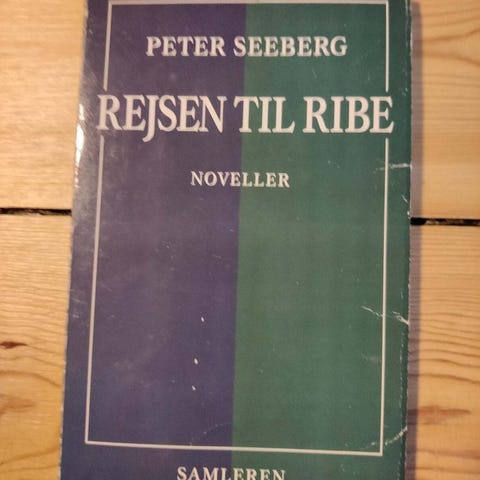 PETER SEEBERG
REJSEN TIL RIBE
NOVELLER
SAMLEREN